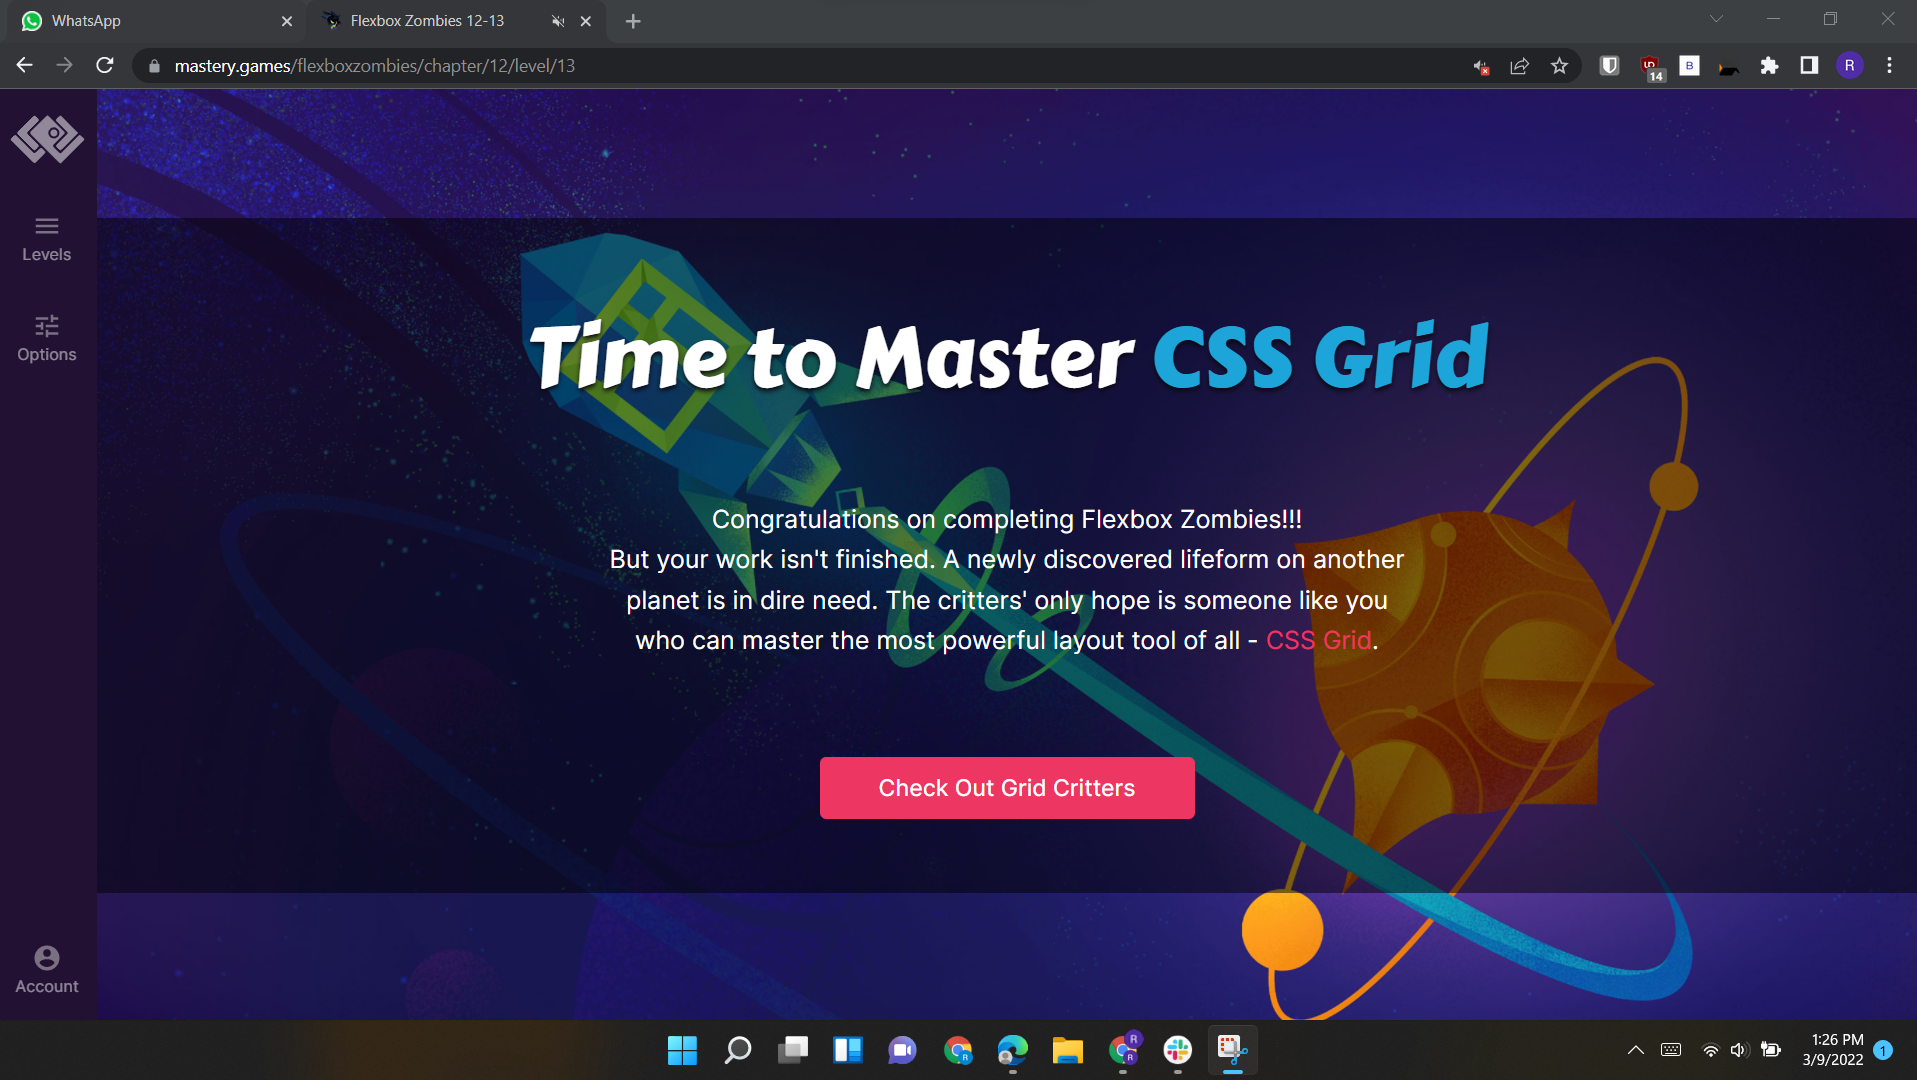 WhatsApp
Flexbox Zombies 12-13
mastery.games/flexboxzombies/chapter/12/level/13
14
B
R
Levels
Options
Time to Master CSS Grid
Congratulations on completing Flexbox Zombies!!!
But your work isn't finished. A newly discovered lifeform on another
planet is in dire need. The critters' only hope is someone like you
who can master the most powerful layout tool of all - CSS Grid.
Check Out Grid Critters
Account
R
R
R
1:26 PM
3/9/2022
1